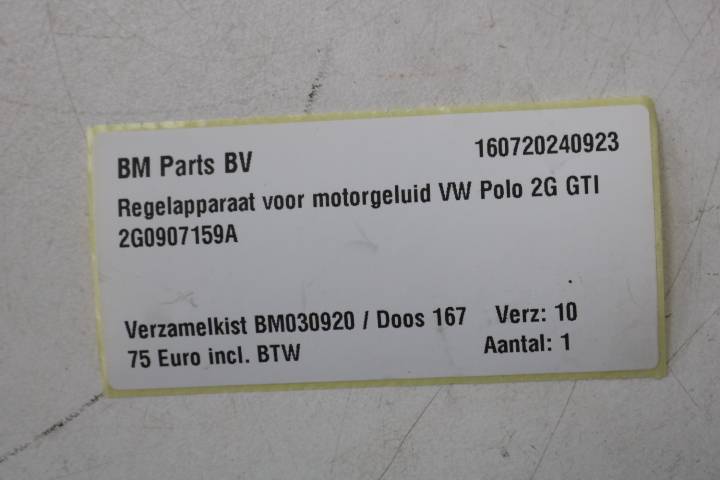 BM Parts BV 160720240923
Regelapparaat voor motorgeluid VW Polo 2G GTI
2G0907159A
Verzamelkist BM030920 / Doos 167 Verz: 10
75 Euro incl. BTW Aantal: 1